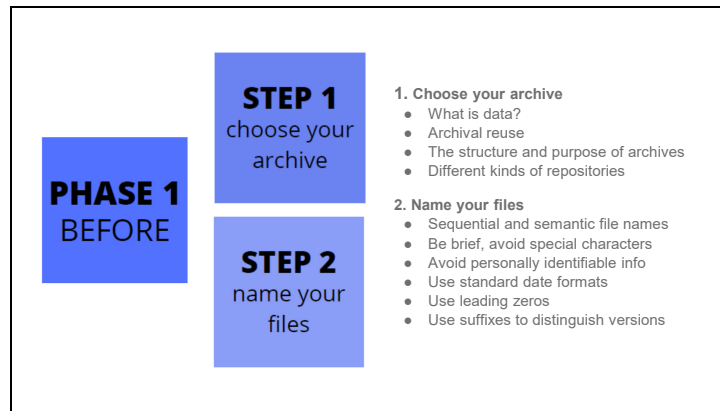 PHASE 1
BEFORE
STEP 1
choose your
archive
STEP 2
name your
files
1. Choose your archive
● What is data?
● Archival reuse
● The structure and purpose of archives
● Different kinds of repositories
2. Name your files
● Sequential and semantic file names
● Be brief, avoid special characters
● Avoid personally identifiable info
● Use standard date formats
● Use leading zeros
● Use suffixes to distinguish versions